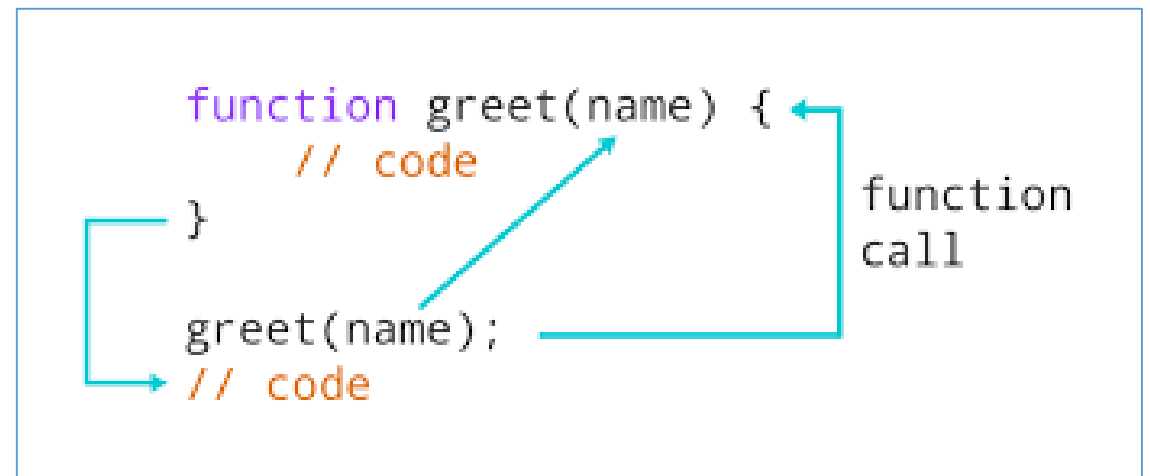 function greet(name) {
// code
}
function
call
greet(name);
// code